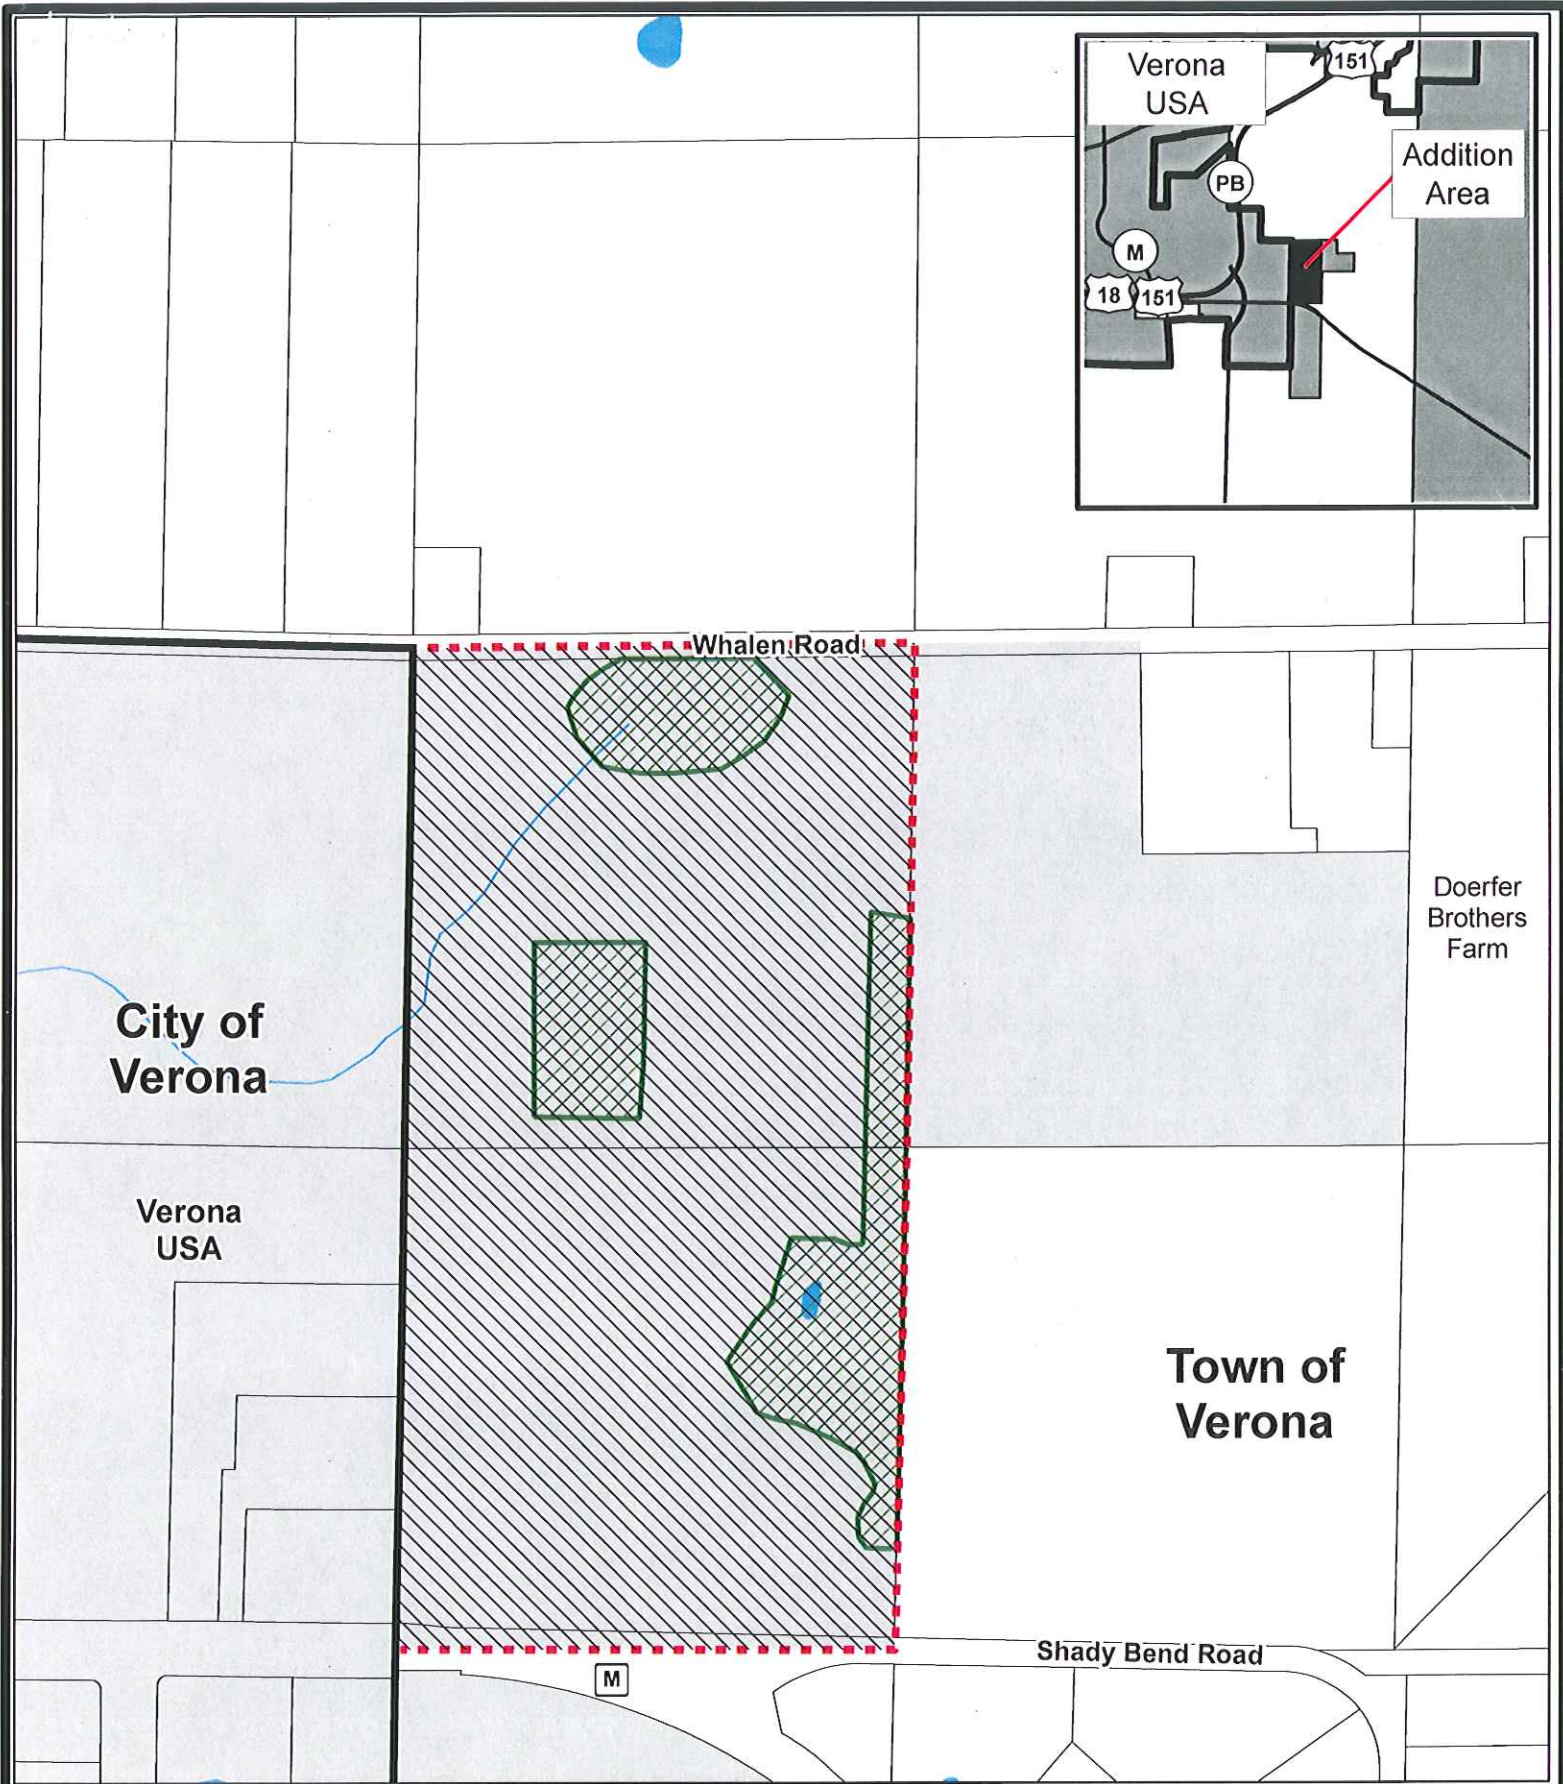 Verona
USA
151
Addition
Area
PB
M
18
151
Whalen Road
Doerfer
Brothers
Farm
City of
Verona
Verona
USA
Town of
Verona
Shady Bend Road
M